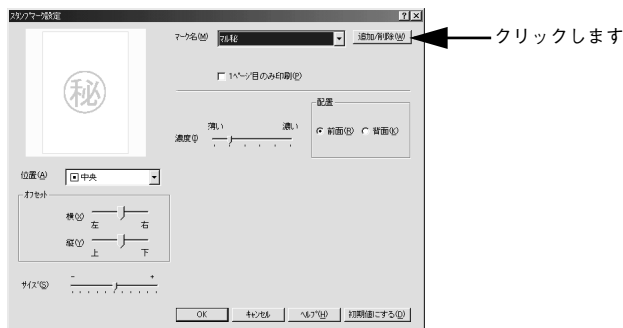 スタンプマーク設定
マーク名(M) マル秘 追加/削除(W) クリックします
1ページ目のみ印刷(P)
秘
配置
薄い 濃い
濃度(I) 前面(R) 背面(K)
位置(A) 中央
オフセット
横(X) 左 右
縦(Y) 上 下
サイズ(S) - +
OK キャンセル ヘルプ(H) 初期値にする(D)